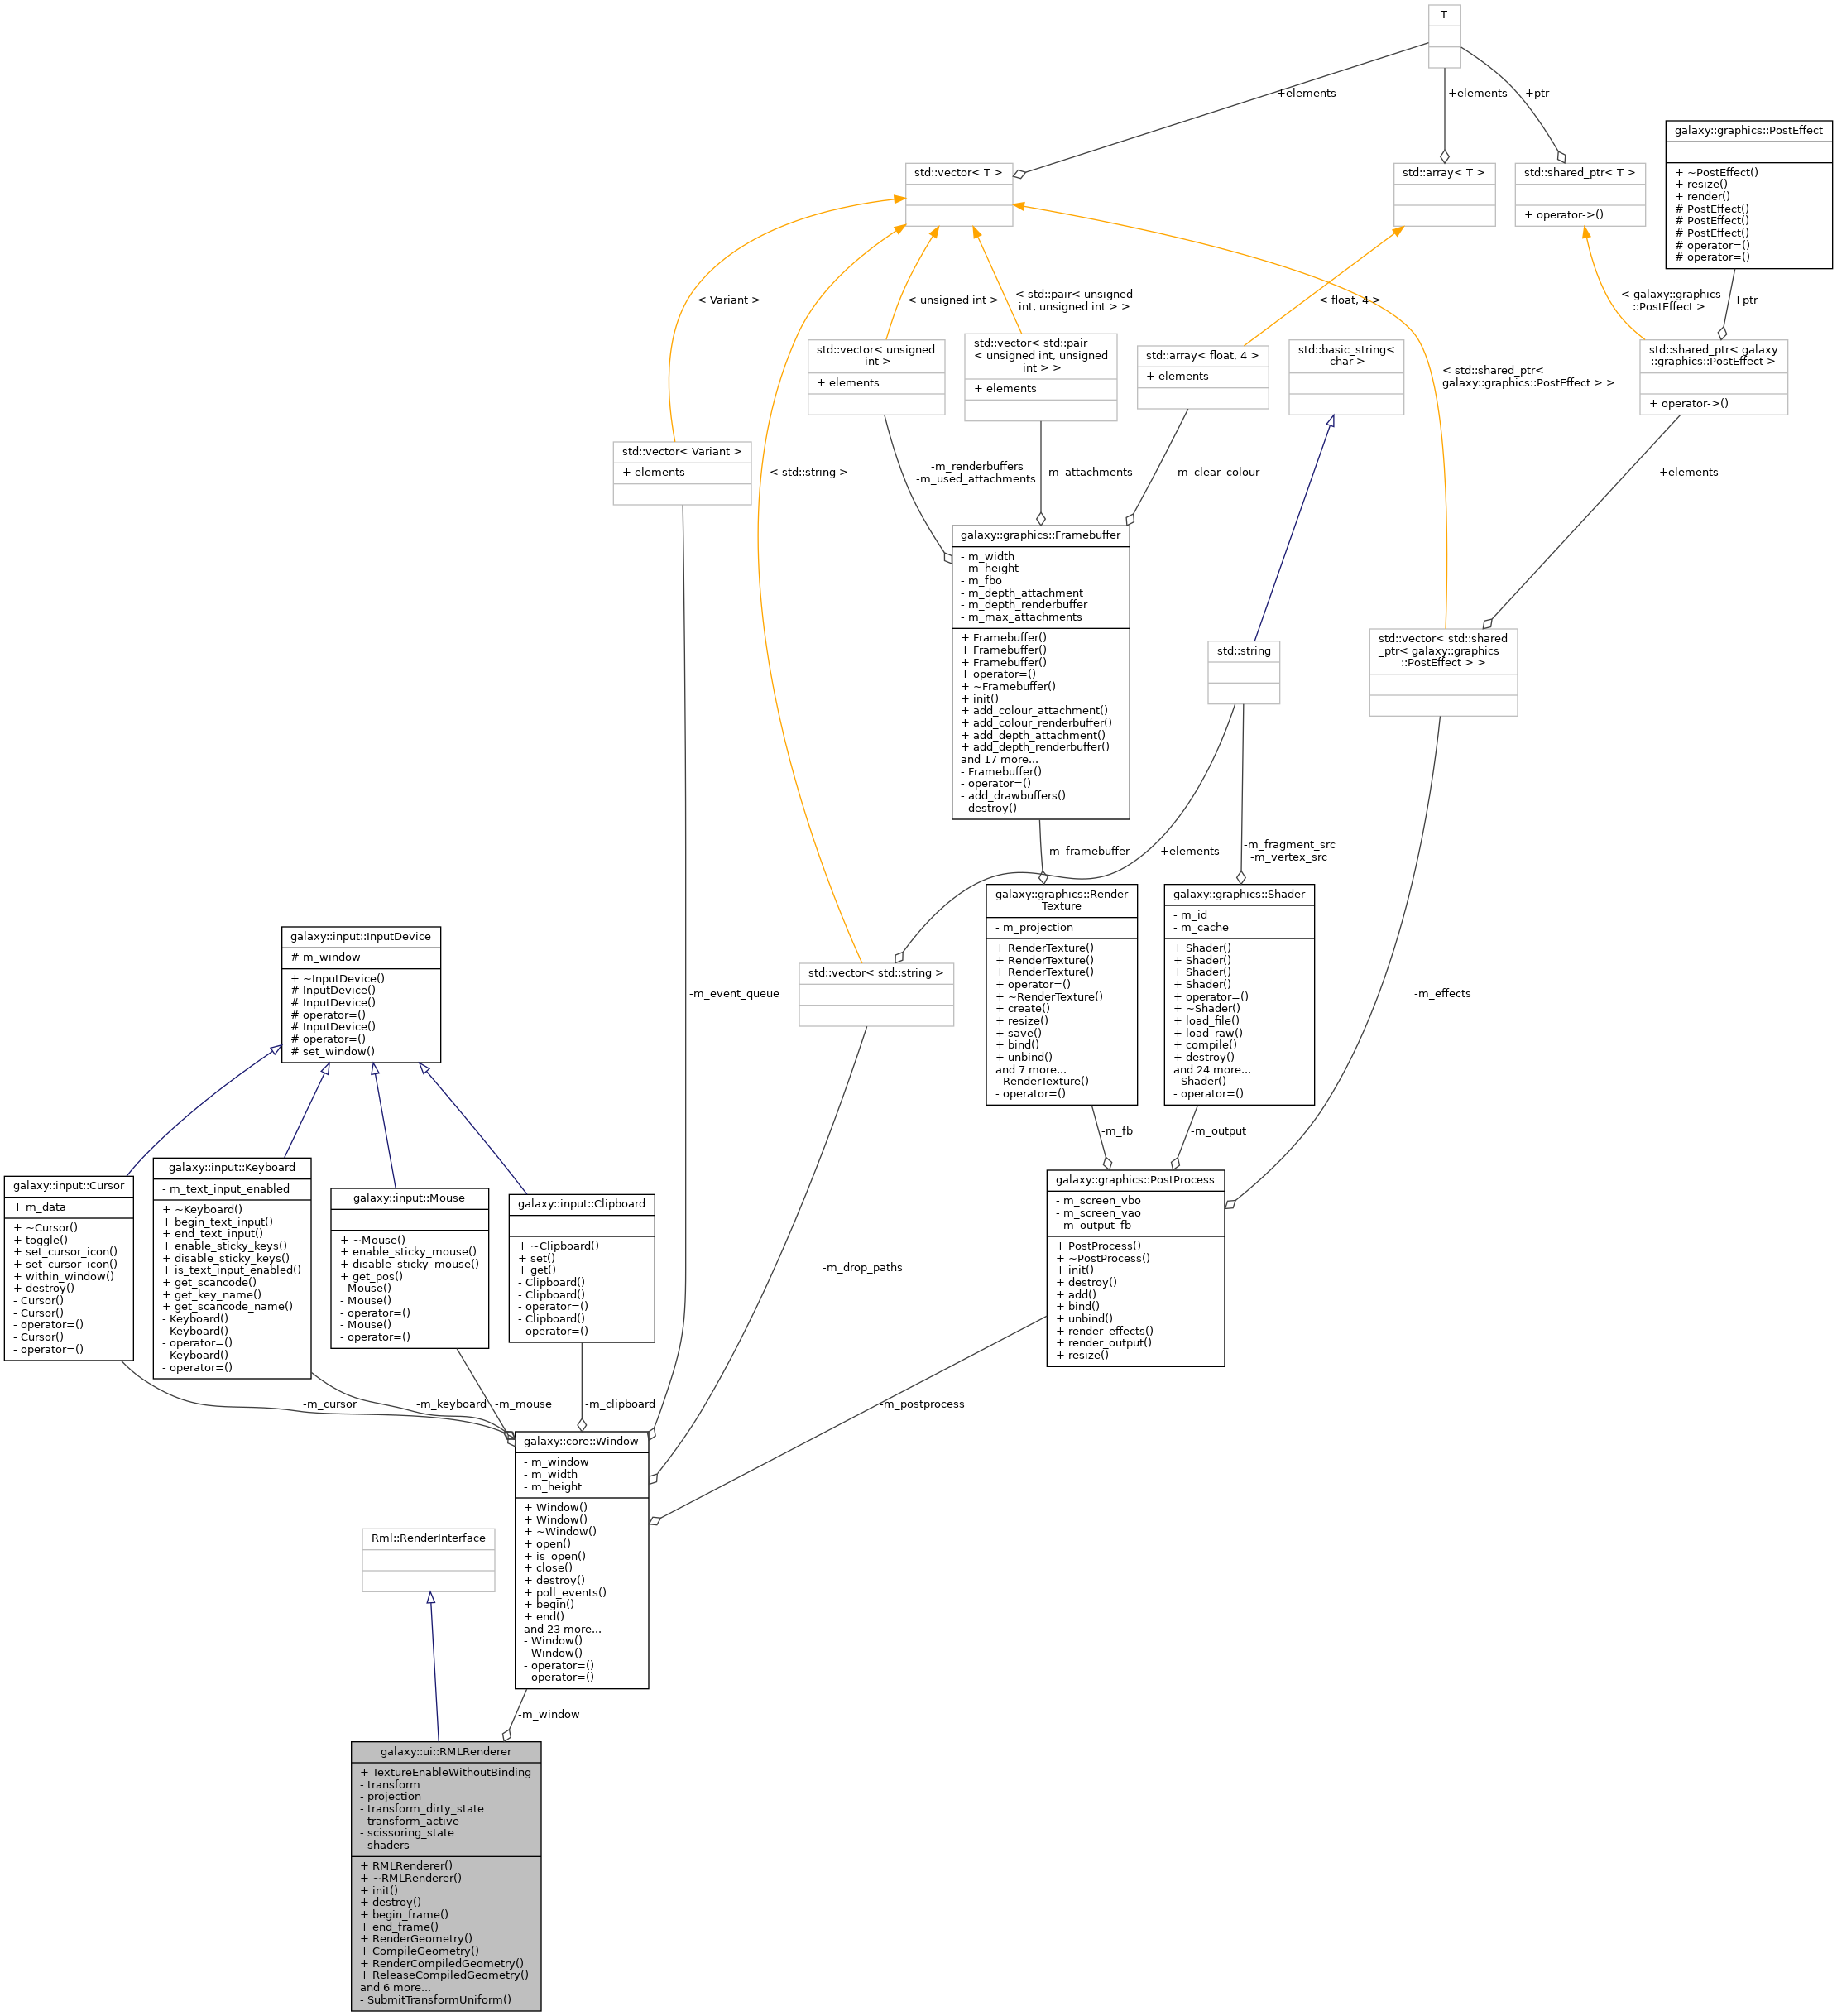 T
+elements
+elements
+ptr
galaxy::graphics::PostEffect
+ ~PostEffect()
+ resize()
+ render()
# PostEffect()
# PostEffect()
# PostEffect()
# operator=()
# operator=()
std::vector< T >
std::array< T >
std::shared_ptr< T >
+ operator->()
< Variant >
< unsigned int >
< std::pair< unsigned
int, unsigned int > >
< float, 4 >
< galaxy::graphics
::PostEffect >
+ptr
std::vector< unsigned
int >
+ elements
std::vector< std::pair
< unsigned int, unsigned
int > >
+ elements
std::array< float, 4 >
+ elements
std::basic_string<
char >
< std::shared_ptr<
galaxy::graphics::PostEffect > >
std::shared_ptr< galaxy
::graphics::PostEffect >
+ operator->()
std::vector< Variant >
+ elements
< std::string >
-m_renderbuffers
-m_used_attachments
-m_attachments
-m_clear_colour
+elements
galaxy::graphics::Framebuffer
- m_width
- m_height
- m_fbo
- m_depth_attachment
- m_depth_renderbuffer
- m_max_attachments
+ Framebuffer()
+ Framebuffer()
+ Framebuffer()
+ operator=()
+ ~Framebuffer()
+ init()
+ add_colour_attachment()
+ add_colour_renderbuffer()
+ add_depth_attachment()
+ add_depth_renderbuffer()
and 17 more...
- Framebuffer()
- operator=()
- add_drawbuffers()
- destroy()
std::string
std::vector< std::shared
_ptr< galaxy::graphics
::PostEffect > >
-m_framebuffer
+elements
-m_fragment_src
-m_vertex_src
galaxy::graphics::Render
Texture
- m_projection
+ RenderTexture()
+ RenderTexture()
+ RenderTexture()
+ operator=()
+ ~RenderTexture()
+ create()
+ resize()
+ save()
+ bind()
+ unbind()
and 7 more...
- RenderTexture()
- operator=()
galaxy::graphics::Shader
- m_id
- m_cache
+ Shader()
+ Shader()
+ Shader()
+ Shader()
+ operator=()
+ ~Shader()
+ load_file()
+ load_raw()
+ compile()
+ destroy()
and 24 more...
- Shader()
- operator=()
galaxy::input::InputDevice
# m_window
+ ~InputDevice()
# InputDevice()
# InputDevice()
# operator=()
# InputDevice()
# operator=()
# set_window()
-m_event_queue
std::vector< std::string >
-m_effects
-m_fb
-m_output
galaxy::input::Cursor
+ m_data
+ ~Cursor()
+ toggle()
+ set_cursor_icon()
+ set_cursor_icon()
+ within_window()
+ destroy()
- Cursor()
- Cursor()
- operator=()
- Cursor()
- operator=()
galaxy::input::Keyboard
- m_text_input_enabled
+ ~Keyboard()
+ begin_text_input()
+ end_text_input()
+ enable_sticky_keys()
+ disable_sticky_keys()
+ is_text_input_enabled()
+ get_scancode()
+ get_key_name()
+ get_scancode_name()
- Keyboard()
- Keyboard()
- operator=()
- Keyboard()
- operator=()
galaxy::input::Mouse
+ ~Mouse()
+ enable_sticky_mouse()
+ disable_sticky_mouse()
+ get_pos()
- Mouse()
- Mouse()
- operator=()
- Mouse()
- operator=()
galaxy::input::Clipboard
+ ~Clipboard()
+ set()
+ get()
- Clipboard()
- Clipboard()
- operator=()
- Clipboard()
- operator=()
-m_drop_paths
galaxy::graphics::PostProcess
- m_screen_vbo
- m_screen_vao
- m_output_fb
+ PostProcess()
+ ~PostProcess()
+ init()
+ destroy()
+ add()
+ bind()
+ unbind()
+ render_effects()
+ render_output()
+ resize()
-m_cursor
-m_keyboard
-m_mouse
-m_clipboard
-m_postprocess
galaxy::core::Window
- m_window
- m_width
- m_height
+ Window()
+ Window()
+ ~Window()
+ open()
+ is_open()
+ close()
+ destroy()
+ poll_events()
+ begin()
+ end()
and 23 more...
- Window()
- Window()
- operator=()
- operator=()
Rml::RenderInterface
-m_window
galaxy::ui::RMLRenderer
+ TextureEnableWithoutBinding
- transform
- projection
- transform_dirty_state
- transform_active
- scissoring_state
- shaders
+ RMLRenderer()
+ ~RMLRenderer()
+ init()
+ destroy()
+ begin_frame()
+ end_frame()
+ RenderGeometry()
+ CompileGeometry()
+ RenderCompiledGeometry()
+ ReleaseCompiledGeometry()
and 6 more...
- SubmitTransformUniform()